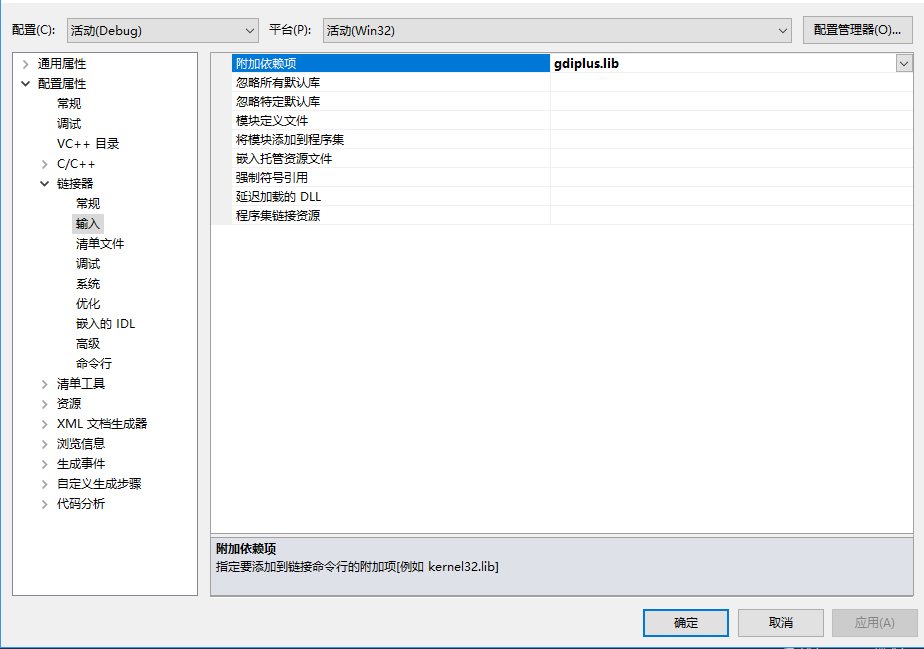 配置(C): 活动(Debug) 平台(P): 活动(Win32) 配置管理器(O)...
通用属性
配置属性
常规
调试
VC++ 目录
C/C++
链接器
常规
输入
清单文件
调试
系统
优化
嵌入的 IDL
高级
命令行
清单工具
资源
XML 文档生成器
浏览信息
生成事件
自定义生成步骤
代码分析
附加依赖项 gdiplus.lib
忽略所有默认库
忽略特定默认库
模块定义文件
将模块添加到程序集
嵌入托管资源文件
强制符号引用
延迟加载的 DLL
程序集链接资源
附加依赖项
指定要添加到链接命令行的附加项[例如 kernel32.lib]
确定 取消 应用(A)